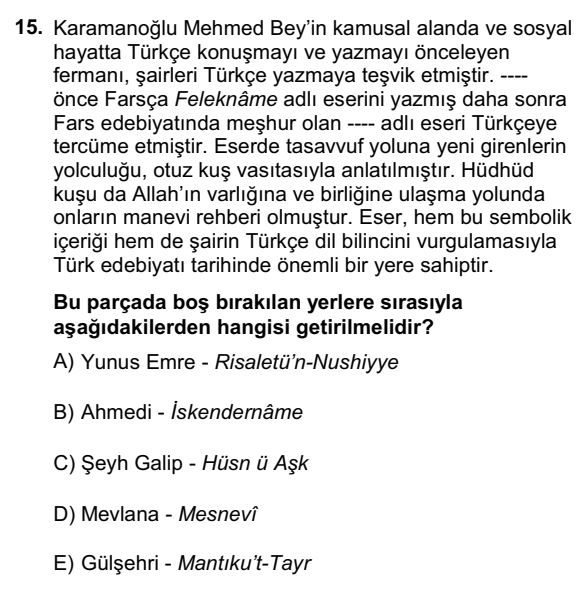 15. Karamanoğlu Mehmed Bey’in kamusal alanda ve sosyal
hayatta Türkçe konuşmayı ve yazmayı önceleyen
fermanı, şairleri Türkçe yazmaya teşvik etmiştir. ----
önce Farsça Feleknâme adlı eserini yazmış daha sonra
Fars edebiyatında meşhur olan ---- adlı eseri Türkçeye
tercüme etmiştir. Eserde tasavvuf yoluna yeni girenlerin
yolculuğu, otuz kuş vasıtasıyla anlatılmıştır. Hüdhüd
kuşu da Allah’ın varlığına ve birliğine ulaşma yolunda
onların manevi rehberi olmuştur. Eser, hem bu sembolik
içeriği hem de şairin Türkçe dil bilincini vurgulamasıyla
Türk edebiyatı tarihinde önemli bir yere sahiptir.
Bu parçada boş bırakılan yerlere sırasıyla
aşağıdakilerden hangisi getirilmelidir?
A) Yunus Emre - Risaletü’n-Nushiyye
B) Ahmedi - İskendernâme
C) Şeyh Galip - Hüsn ü Aşk
D) Mevlana - Mesnevî
E) Gülşehri - Mantıku’t-Tayr